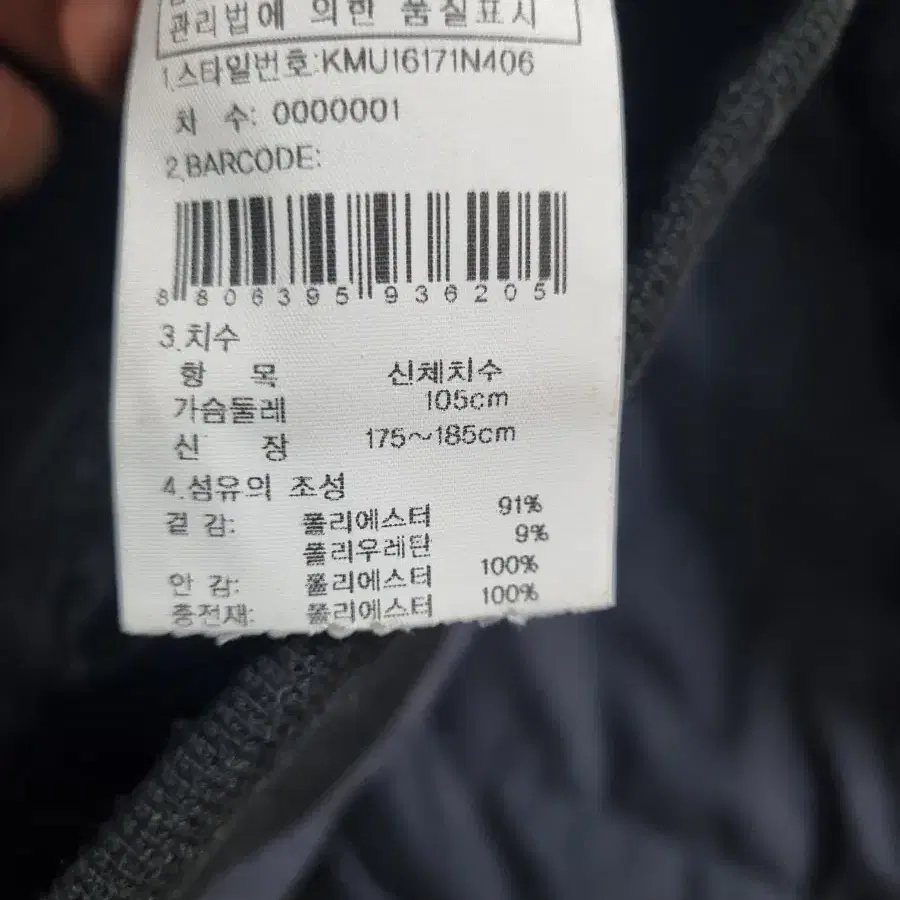 관리법에 의한 품질표시
1.스타일번호:KMU16171N406
치 수: 0000001
2.BARCODE:
8 806395 936205
3.치수
항 목 신체치수
가슴둘레 105cm
신 장 175~185cm
4.섬유의 조성
겉 감: 폴리에스터 91%
폴리우레탄 9%
안 감: 폴리에스터 100%
충전재: 폴리에스터 100%